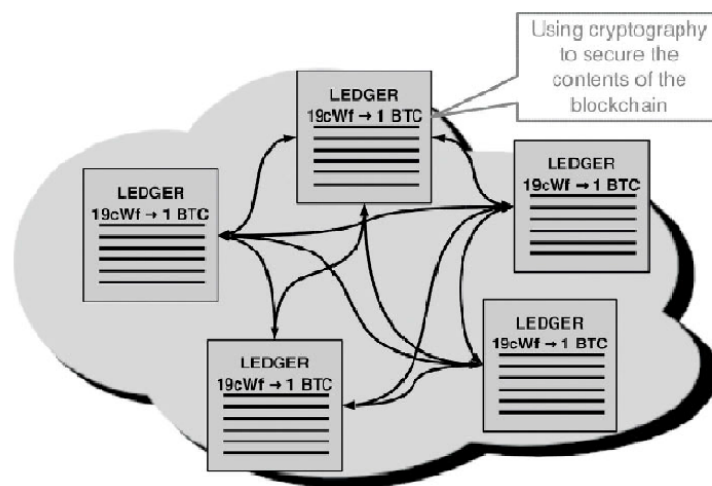 Using cryptography
to secure the
contents of the
blockchain
LEDGER
19cWf → 1 BTC
LEDGER
19cWf → 1 BTC
LEDGER
19cWf → 1 BTC
LEDGER
19cWf → 1 BTC
LEDGER
19cWf → 1 BTC